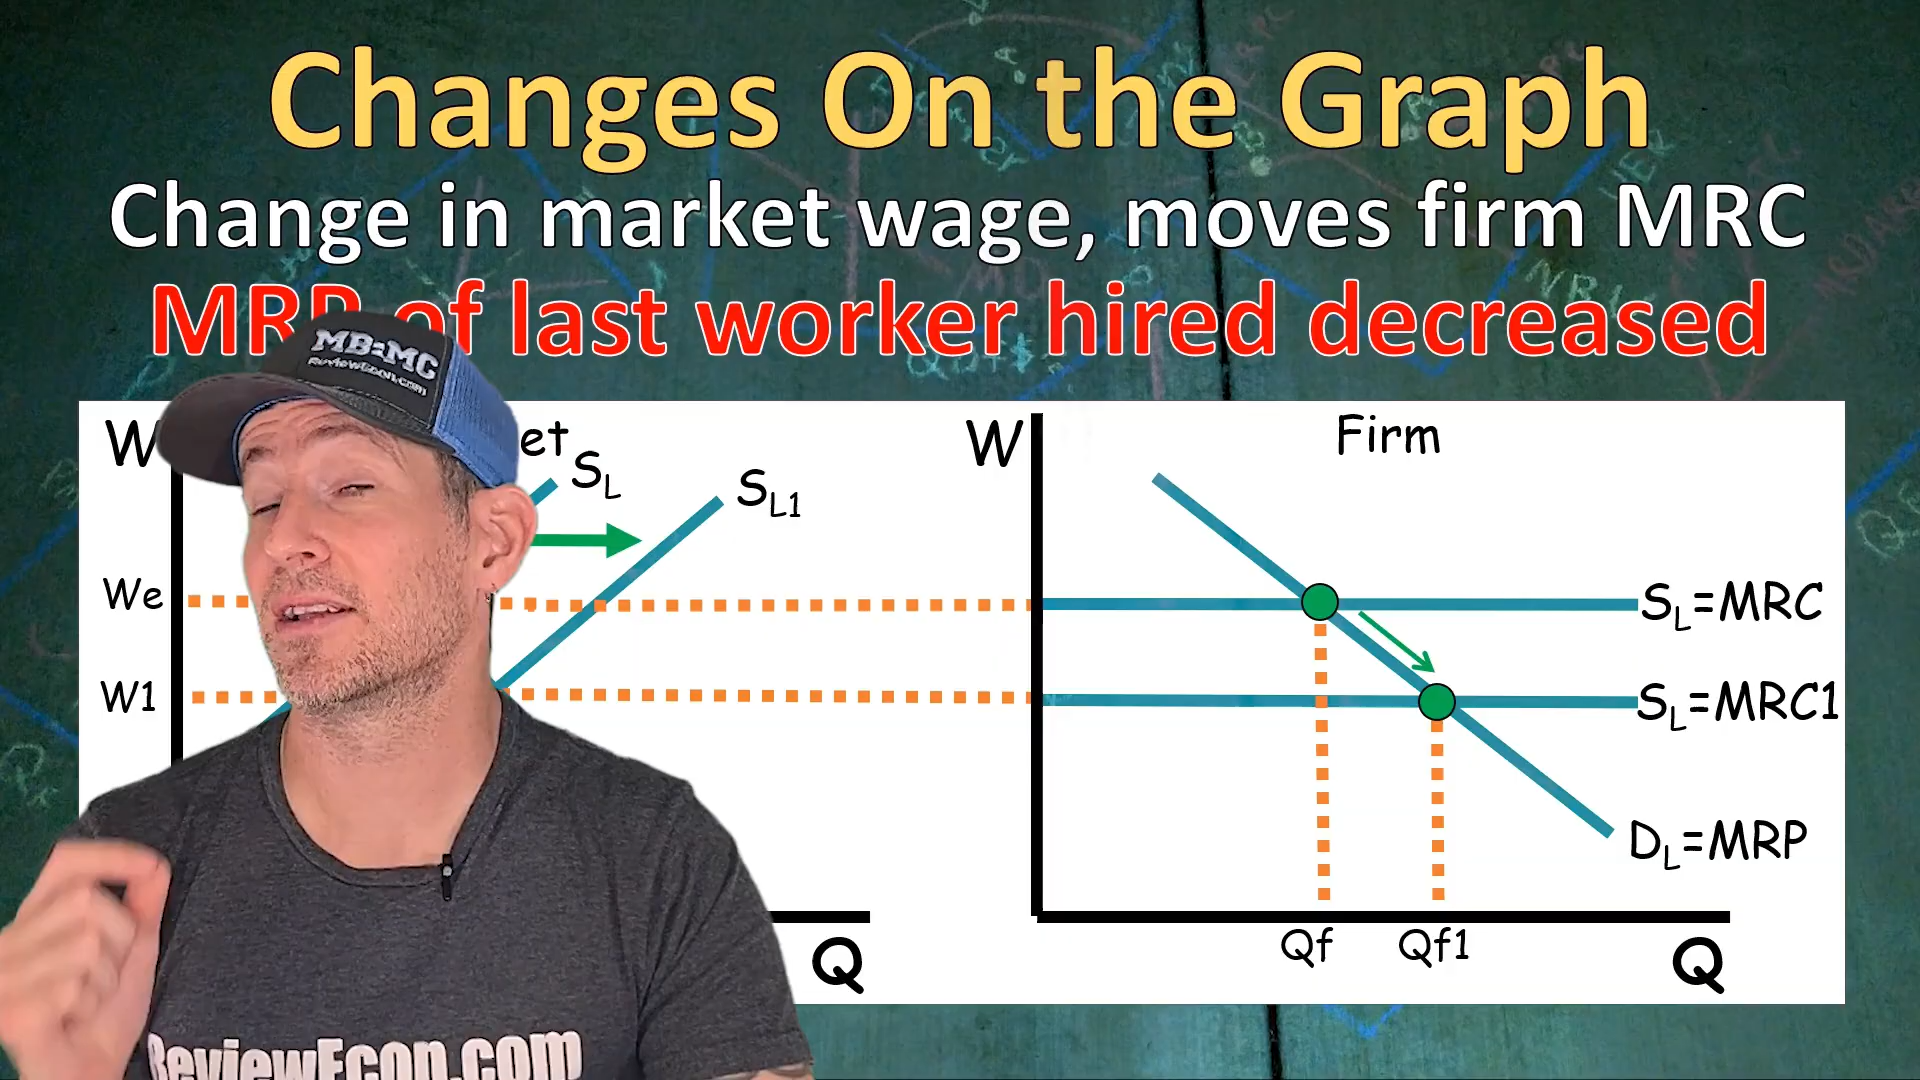 Changes On the Graph
Change in market wage, moves firm MRC
MRP of last worker hired decreased
MB=MC
ReviewEcon.com
W
et
SL
SL1
We
W1
Q
W
Firm
SL=MRC
SL=MRC1
DL=MRP
Qf
Qf1
Q
ReviewEcon.com